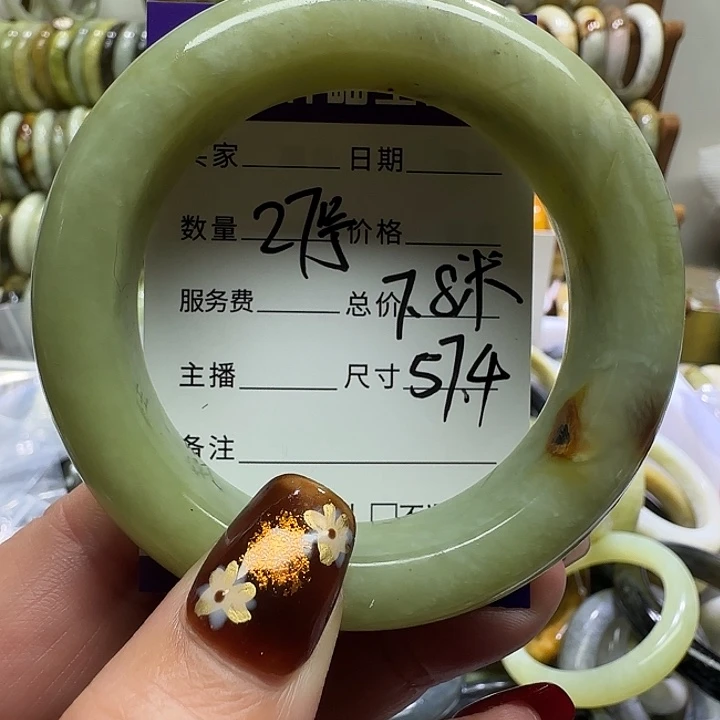 家 日期
数量 27号 价格
服务费 总价 7.8米
主播 尺寸 57.4
备注